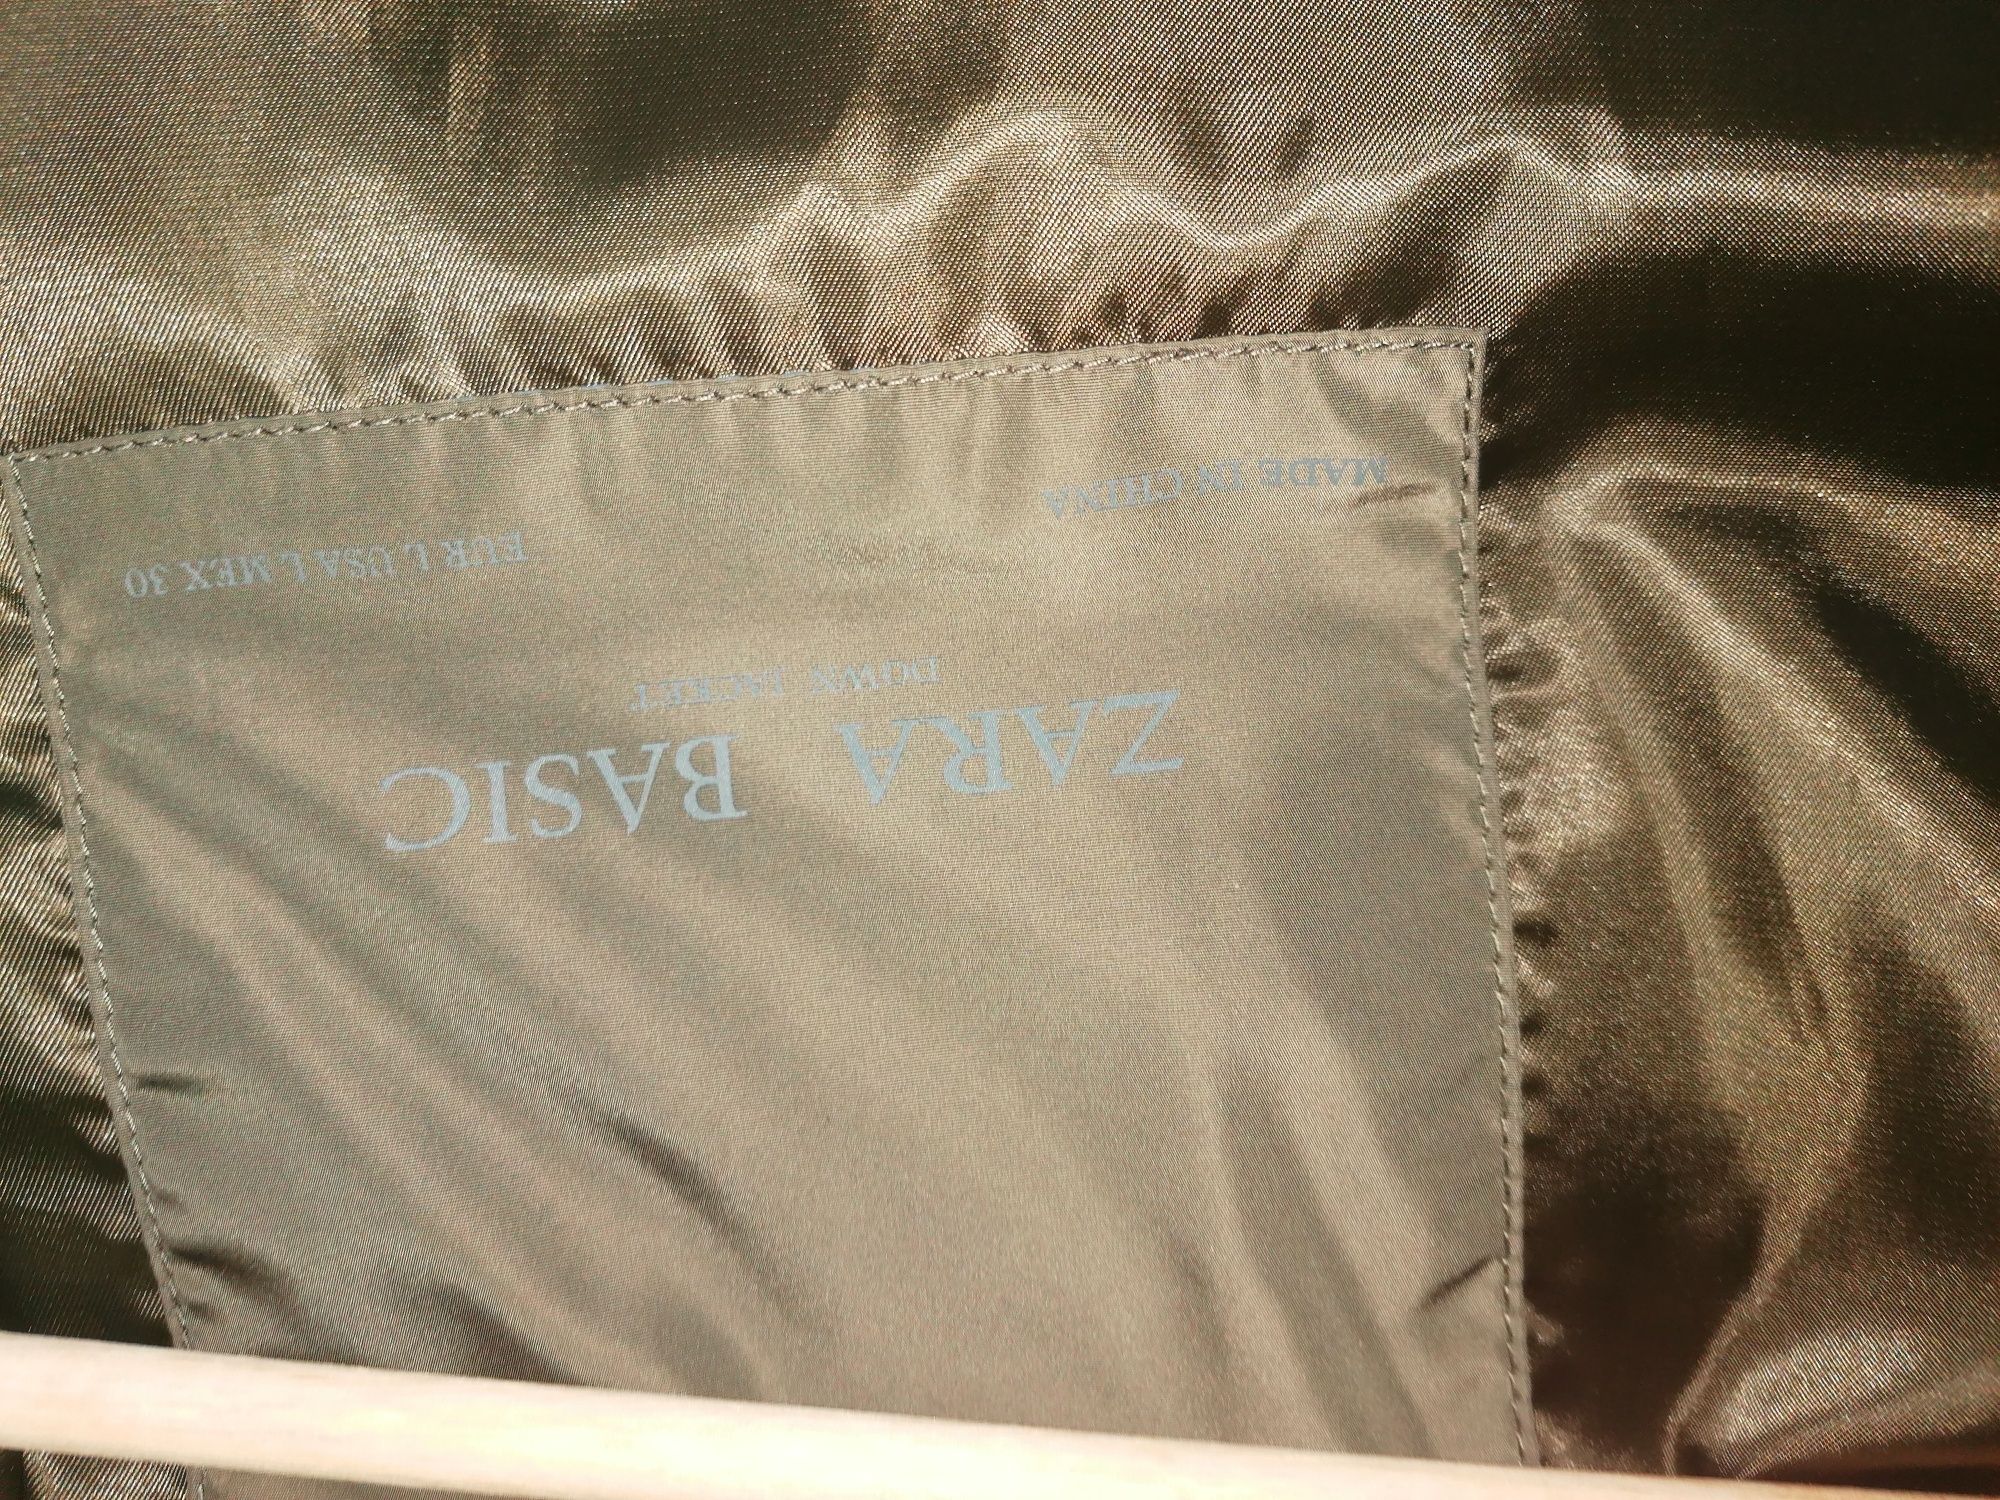 ZARA BASIC
DOWN JACKET
MADE IN CHINA
EUR L USA L MEX 30